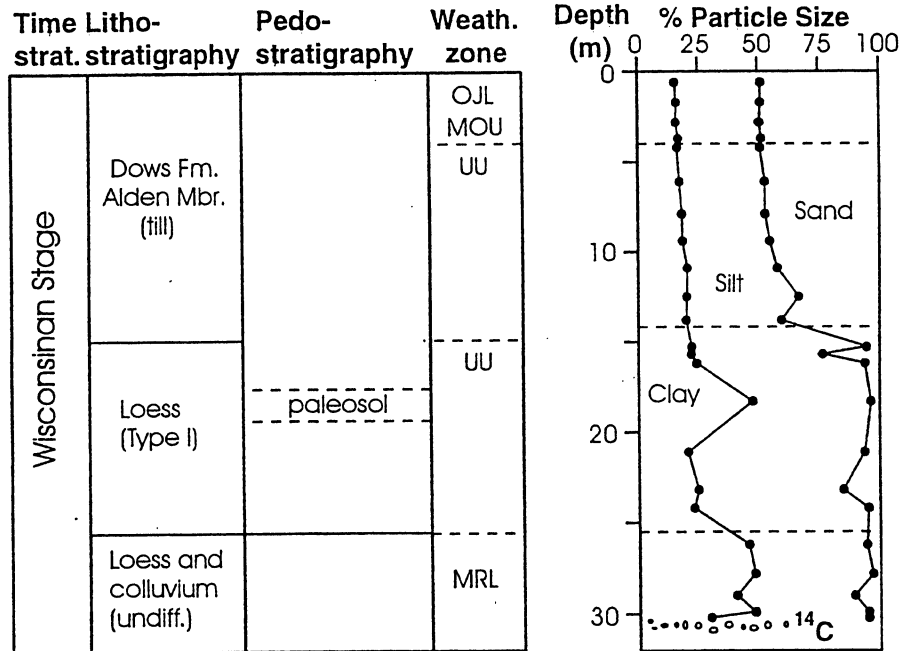 Time Litho- Pedo- Weath.
strat. stratigraphy stratigraphy zone
Depth % Particle Size
(m) 0 25 50 100
0
OJL
MOU
UU
Dows Fm.
Alden Mbr.
(till)
Wisconsinan Stage
Sand
10
Silt
UU
paleosol
Loess
(Type I)
Clay
20
Loess and
colluvium
(undiff.)
MRL
30
14C